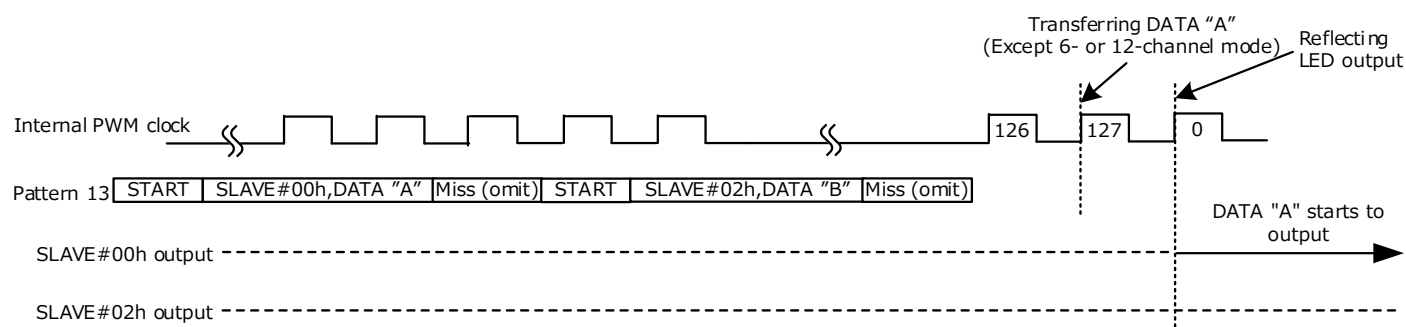 Transferring DATA “A”
(Except 6- or 12-channel mode)
Reflecting
LED output
Internal PWM clock
126
127
0
Pattern 13
START
SLAVE#00h,DATA ”A”
Miss (omit)
START
SLAVE#02h,DATA ”B”
Miss (omit)
DATA "A" starts to
output
SLAVE#00h output
SLAVE#02h output